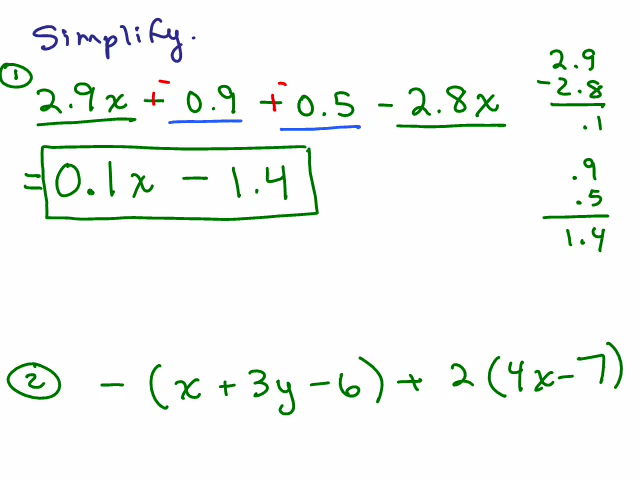 Simplify.
① 2.9x + - 0.9 + - 0.5 - 2.8x
= 0.1x - 1.4
2.9
- 2.8
.1
.9
.5
1.4
② - (x + 3y - 6) + 2 (4x - 7)